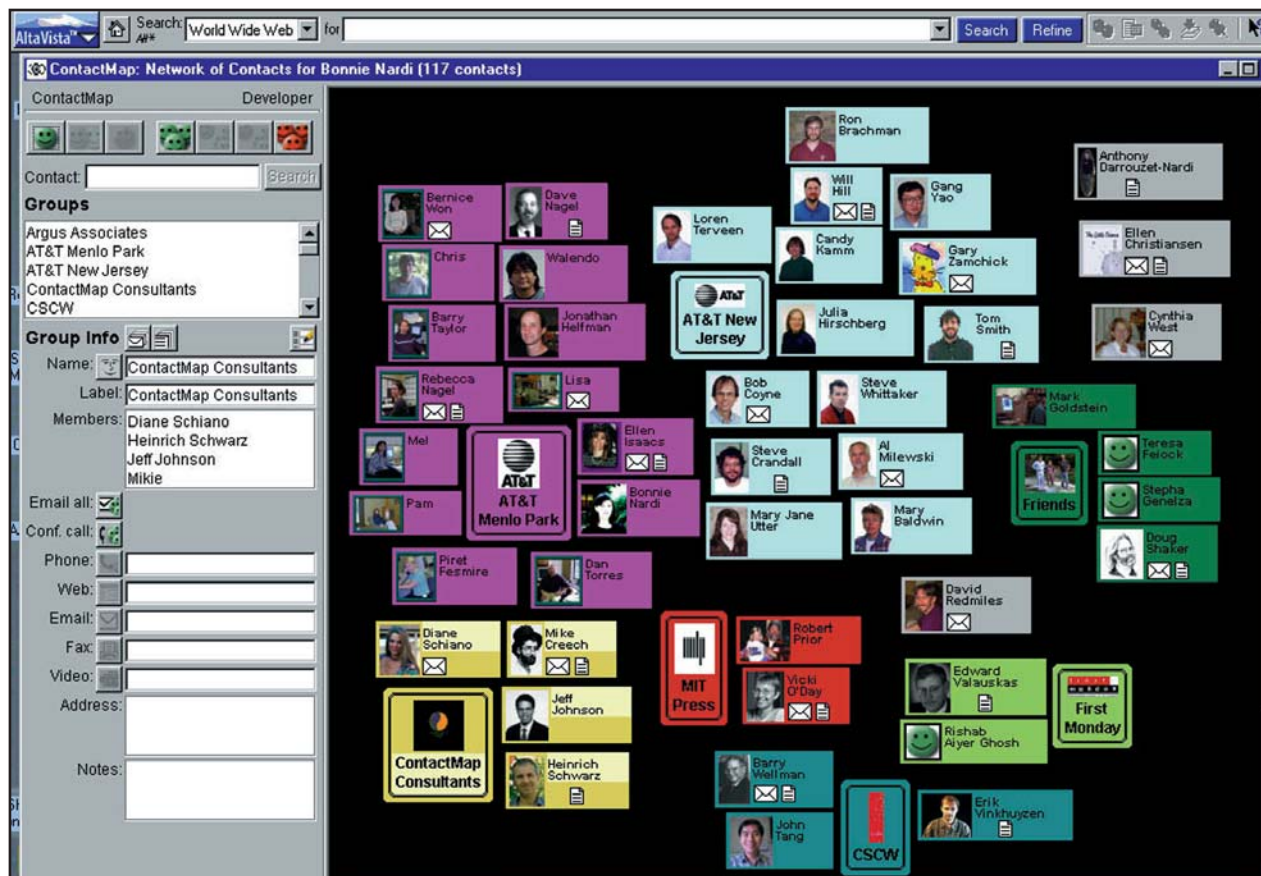 AltaVista™
Search:
World Wide Web
for
Search
Refine
ContactMap: Network of Contacts for Bonnie Nardi (117 contacts)
ContactMap Developer
Contact:
Search
Groups
Argus Associates
AT&T Menlo Park
AT&T New Jersey
ContactMap Consultants
CSCW
Group Info
Name: ContactMap Consultants
Label: ContactMap Consultants
Members: Diane Schiano
Heinrich Schwarz
Jeff Johnson
Mikie
Email all:
Conf. call:
Phone:
Web:
Email:
Fax:
Video:
Address:
Notes:
Ron
Brachman
Will
Hill
Gang
Yao
Anthony
Darrouzet-Nardi
Bernice
Won
Dave
Nagel
Loren
Terveen
Candy
Kamm
Gary
Zamchick
Ellen
Christiansen
Chris
Walendo
AT&T
AT&T New
Jersey
Barry
Taylor
Jonathan
Helfman
Julia
Hirschberg
Tom
Smith
Cynthia
West
Rebecca
Nagel
Lisa
Bob
Coyne
Steve
Whittaker
Mark
Goldstein
Mel
AT&T
AT&T
Menlo Park
Ellen
Isaacs
Steve
Crandall
Al
Milewski
Friends
Teresa
Feiock
Pam
Bonnie
Nardi
Mary Jane
Utter
Mary
Baldwin
Stepha
Genelza
Doug
Shaker
Piret
Fesmire
Dan
Torres
David
Redmiles
Diane
Schiano
Mike
Creech
MIT
Press
Robert
Prior
Vicki
O'Day
Edward
Valauskas
First
Monday
ContactMap
Consultants
Jeff
Johnson
Rishab
Aiyer Ghosh
Heinrich
Schwarz
Barry
Wellman
John
Tang
CSCW
Erik
Vinkhuyzen